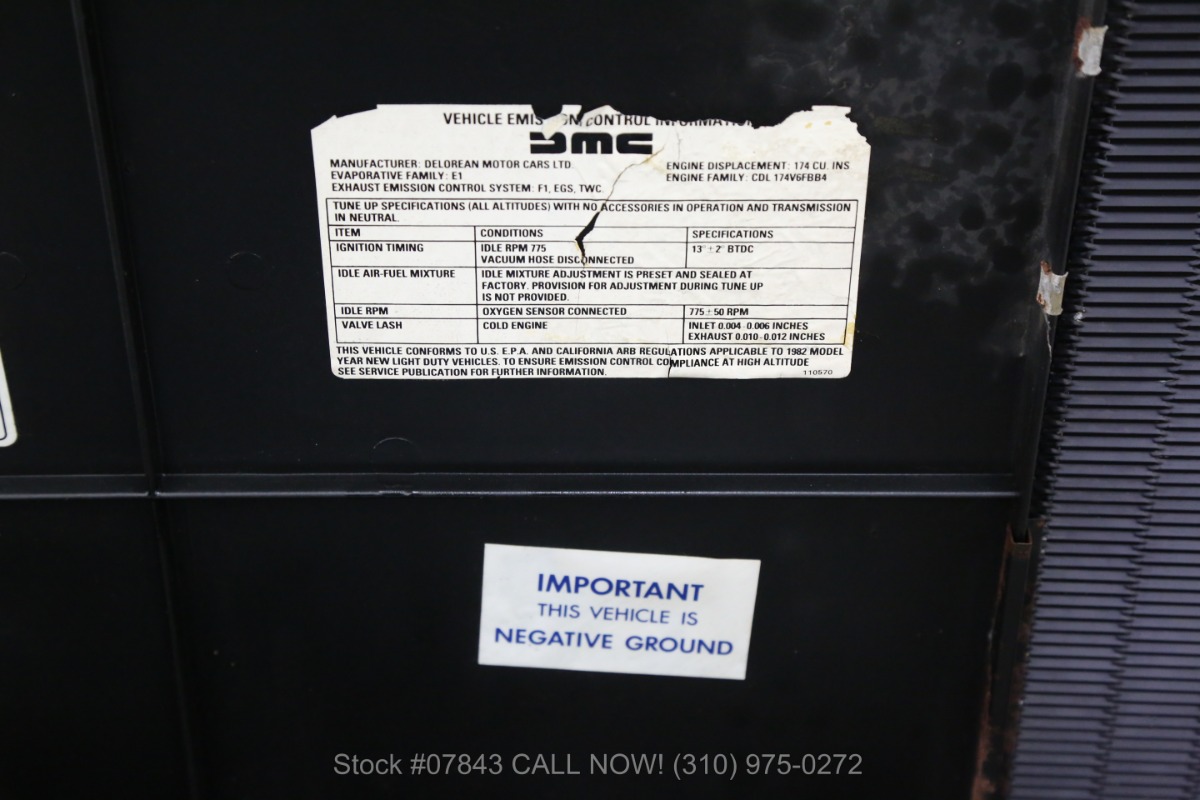 VEHICLE EMISSION CONTROL INFORMATION
DMC
MANUFACTURER: DELOREAN MOTOR CARS LTD.
EVAPORATIVE FAMILY: E1
EXHAUST EMISSION CONTROL SYSTEM: F1, EGS, TWC.
ENGINE DISPLACEMENT: 174 CU. INS
ENGINE FAMILY: CDL 174V6FBB4
TUNE UP SPECIFICATIONS (ALL ALTITUDES) WITH NO ACCESSORIES IN OPERATION AND TRANSMISSION
IN NEUTRAL.
ITEM CONDITIONS SPECIFICATIONS
IGNITION TIMING IDLE RPM 775 13° ± 2° BTDC
VACUUM HOSE DISCONNECTED
IDLE AIR-FUEL MIXTURE IDLE MIXTURE ADJUSTMENT IS PRESET AND SEALED AT
FACTORY. PROVISION FOR ADJUSTMENT DURING TUNE UP
IS NOT PROVIDED.
IDLE RPM OXYGEN SENSOR CONNECTED 775 ± 50 RPM
VALVE LASH COLD ENGINE INLET 0.004-0.006 INCHES
EXHAUST 0.010-0.012 INCHES
THIS VEHICLE CONFORMS TO U.S. E.P.A. AND CALIFORNIA ARB REGULATIONS APPLICABLE TO 1982 MODEL
YEAR NEW LIGHT DUTY VEHICLES. TO ENSURE EMISSION CONTROL COMPLIANCE AT HIGH ALTITUDE
SEE SERVICE PUBLICATION FOR FURTHER INFORMATION.
110570
IMPORTANT
THIS VEHICLE IS
NEGATIVE GROUND
Stock #07843 CALL NOW! (310) 975-0272